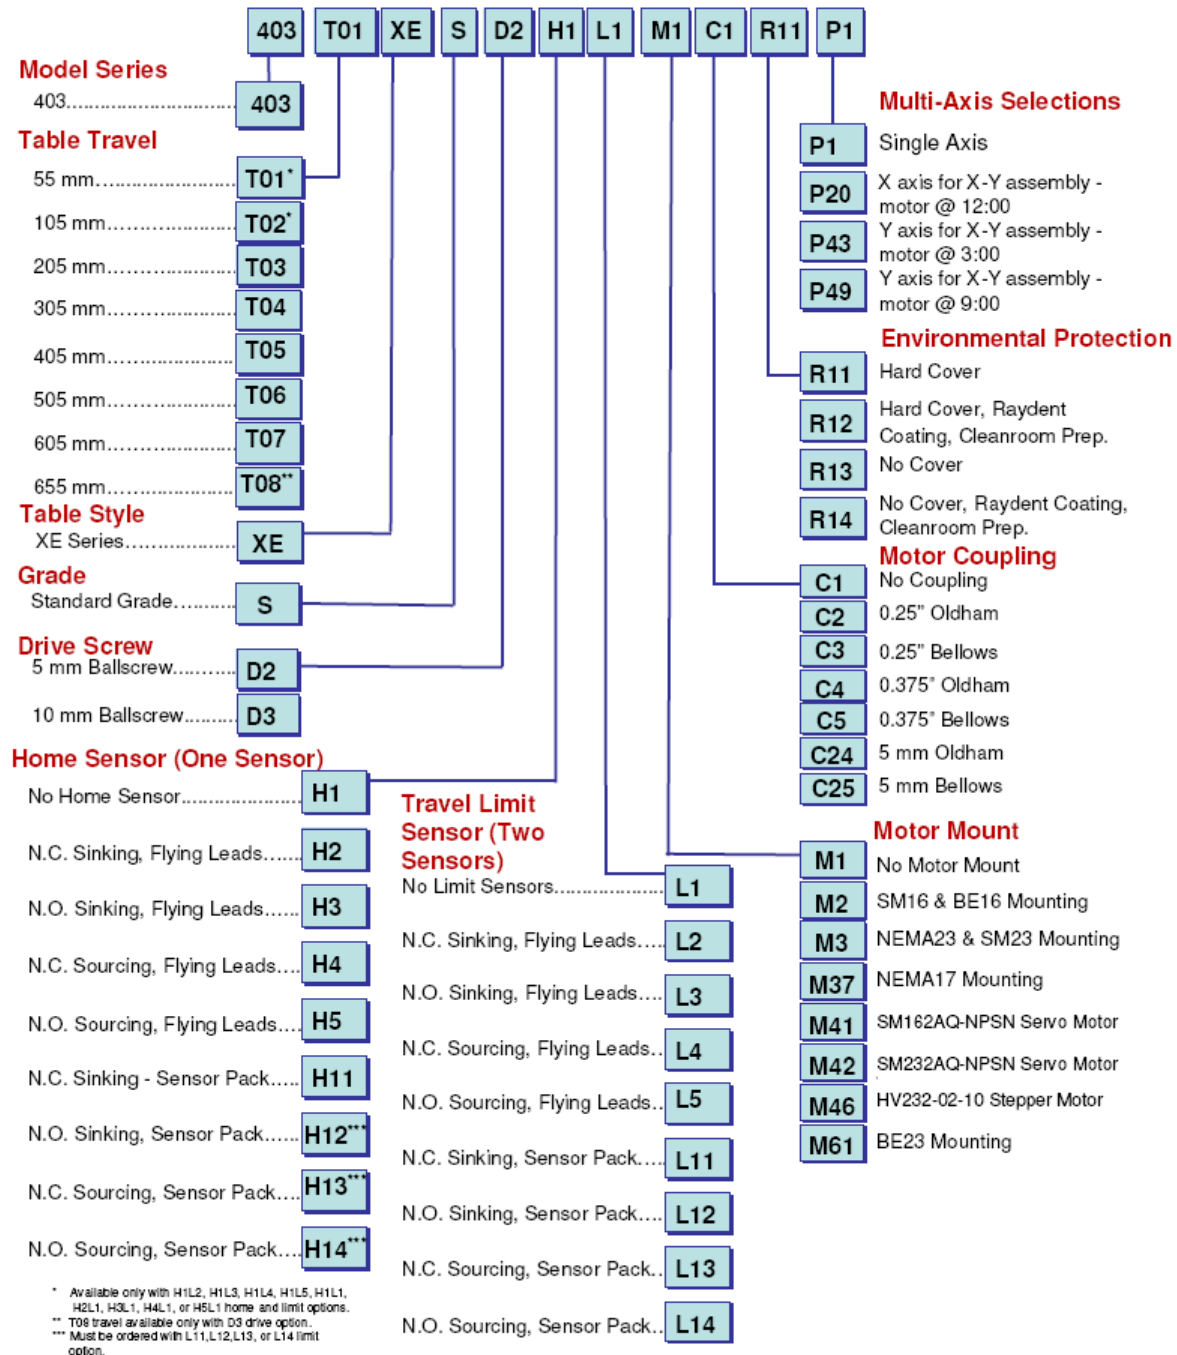 403 T01 XE S D2 H1 L1 M1 C1 R11 P1
Model Series
403................................ 403
Table Travel
55 mm......................... T01*
105 mm....................... T02*
205 mm....................... T03
305 mm....................... T04
405 mm....................... T05
505 mm....................... T06
605 mm....................... T07
655 mm....................... T08**
Table Style
XE Series.................... XE
Grade
Standard Grade.......... S
Drive Screw
5 mm Ballscrew.......... D2
10 mm Ballscrew......... D3
Home Sensor (One Sensor)
No Home Sensor...................... H1
N.C. Sinking, Flying Leads...... H2
N.O. Sinking, Flying Leads...... H3
N.C. Sourcing, Flying Leads.... H4
N.O. Sourcing, Flying Leads.... H5
N.C. Sinking - Sensor Pack..... H11
N.O. Sinking, Sensor Pack...... H12***
N.C. Sourcing, Sensor Pack.... H13***
N.O. Sourcing, Sensor Pack.... H14***
* Available only with H1L2, H1L3, H1L4, H1L5, H1L1,
H2L1, H3L1, H4L1, or H5L1 home and limit options.
** T08 travel available only with D3 drive option.
*** Must be ordered with L11,L12,L13, or L14 limit
option.
Travel Limit
Sensor (Two
Sensors)
No Limit Sensors.................... L1
N.C. Sinking, Flying Leads..... L2
N.O. Sinking, Flying Leads.... L3
N.C. Sourcing, Flying Leads.. L4
N.O. Sourcing, Flying Leads.. L5
N.C. Sinking, Sensor Pack..... L11
N.O. Sinking, Sensor Pack.... L12
N.C. Sourcing, Sensor Pack.. L13
N.O. Sourcing, Sensor Pack.. L14
Multi-Axis Selections
P1 Single Axis
P20 X axis for X-Y assembly -
motor @ 12:00
P43 Y axis for X-Y assembly -
motor @ 3:00
P49 Y axis for X-Y assembly -
motor @ 9:00
Environmental Protection
R11 Hard Cover
R12 Hard Cover, Raydent
Coating, Cleanroom Prep.
R13 No Cover
R14 No Cover, Raydent Coating,
Cleanroom Prep.
Motor Coupling
C1 No Coupling
C2 0.25" Oldham
C3 0.25" Bellows
C4 0.375" Oldham
C5 0.375" Bellows
C24 5 mm Oldham
C25 5 mm Bellows
Motor Mount
M1 No Motor Mount
M2 SM16 & BE16 Mounting
M3 NEMA23 & SM23 Mounting
M37 NEMA17 Mounting
M41 SM162AQ-NPSN Servo Motor
M42 SM232AQ-NPSN Servo Motor
M46 HV232-02-10 Stepper Motor
M61 BE23 Mounting